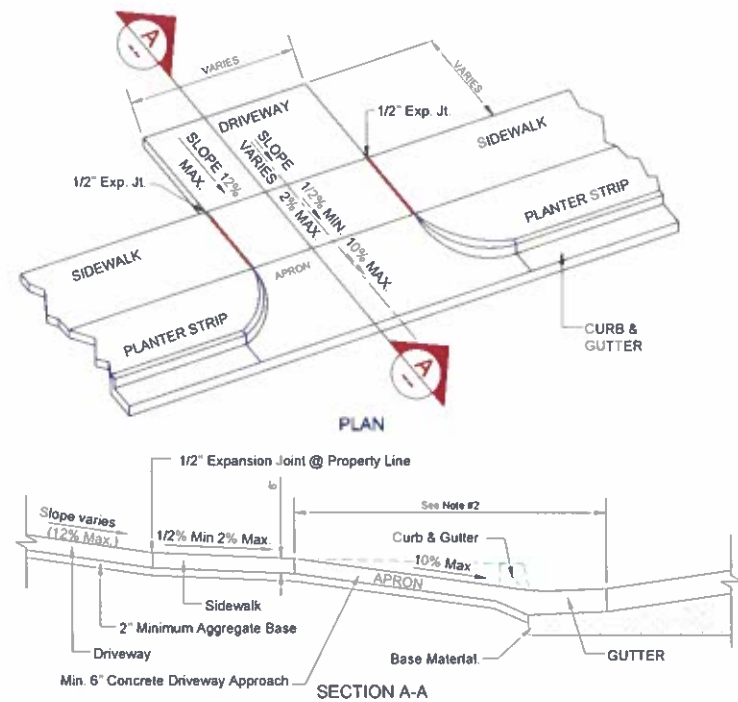 A
--
VARIES
VARIES
DRIVEWAY
1/2" Exp. Jt.
SIDEWALK
1/2" Exp. Jt.
SLOPE 12%
MAX.
SLOPE
VARIES
1/2% MIN.
2% MAX.
10% MAX.
PLANTER STRIP
SIDEWALK
APRON
PLANTER STRIP
CURB &
GUTTER
A
--
PLAN
1/2" Expansion Joint @ Property Line
6"
See Note #2
Slope varies
(12% Max.)
1/2% Min 2% Max.
Curb & Gutter
10% Max
APRON
Sidewalk
2" Minimum Aggregate Base
Driveway
Base Material.
GUTTER
Min. 6" Concrete Driveway Approach
SECTION A-A